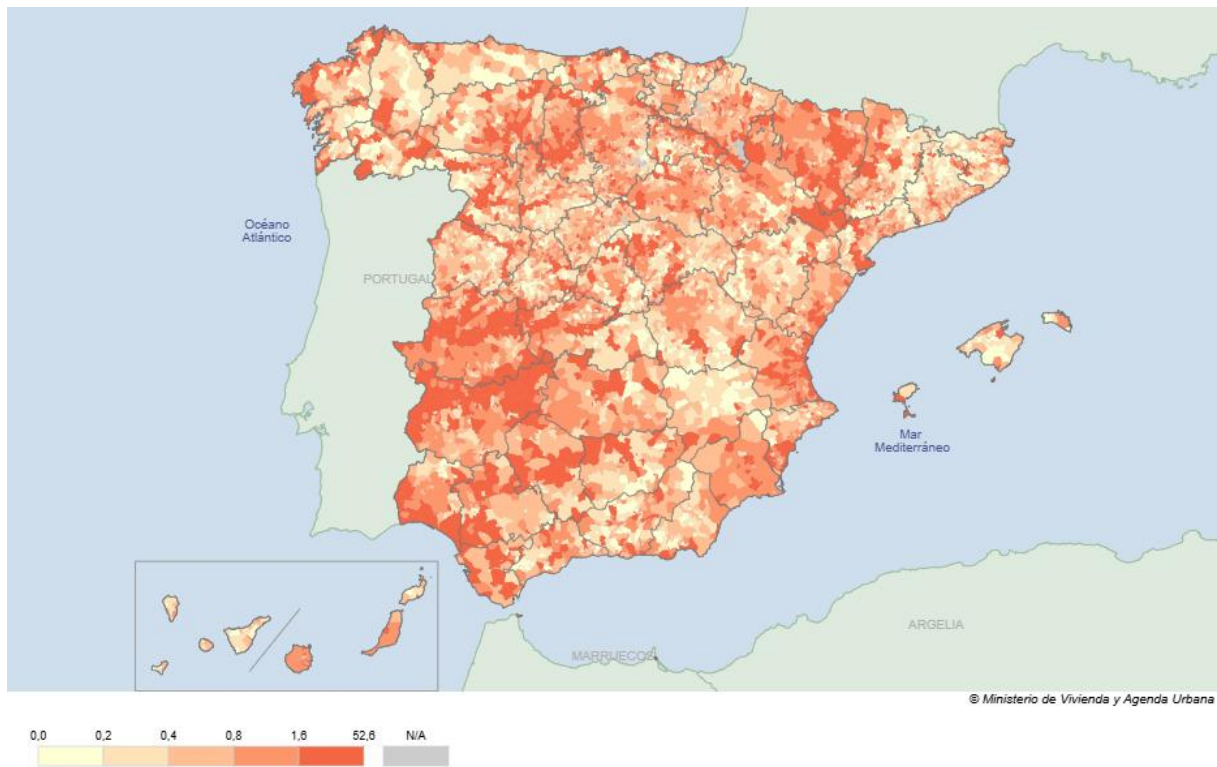 Océano
Atlántico
PORTUGAL
Mar
Mediterráneo
ARGELIA
MARRUECOS
© Ministerio de Vivienda y Agenda Urbana
0,0 0,2 0,4 0,8 1,6 52,6 N/A